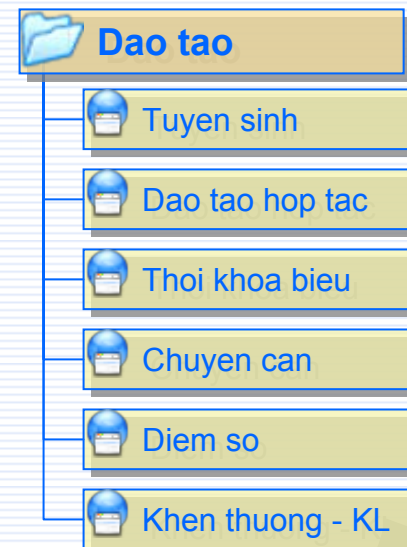 Dao tao
Tuyen sinh
Dao tao hop tac
Thoi khoa bieu
Chuyen can
Diem so
Khen thuong - KL